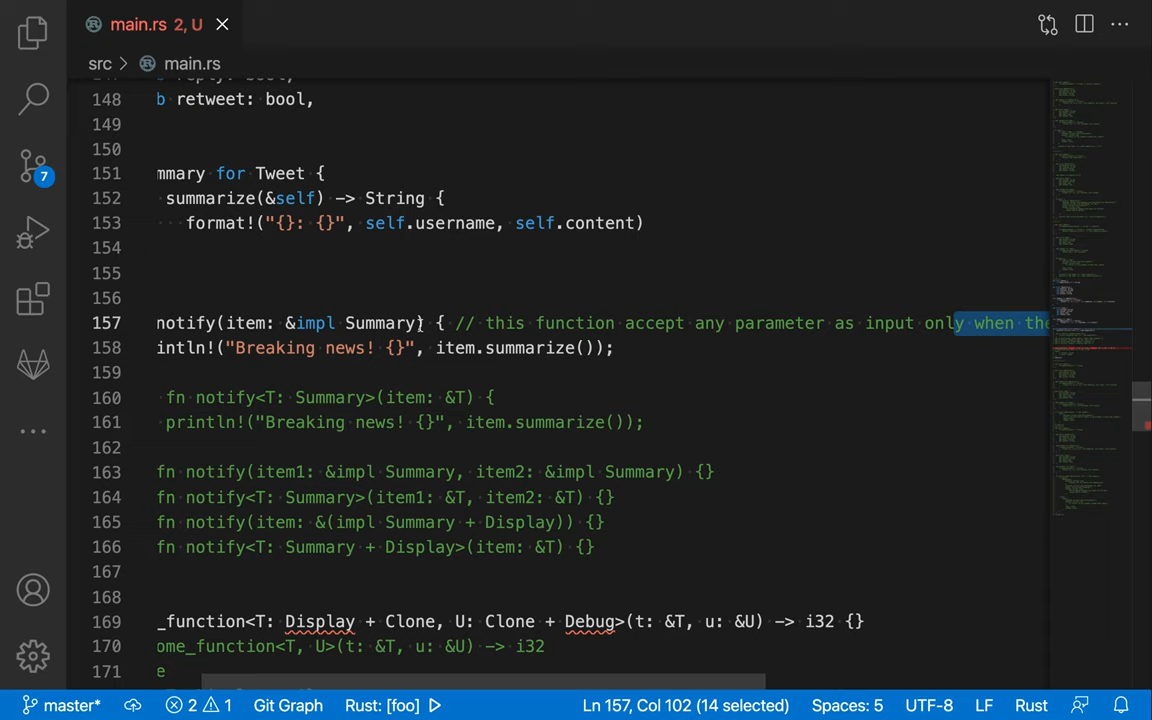 main.rs 2, U
src > main.rs
148 b retweet: bool,
149
150
151 mmary for Tweet {
152 summarize(&self) -> String {
153 format!("{}: {}", self.username, self.content)
154
155
156
157 notify(item: &impl Summary) { // this function accept any parameter as input only when the
158 intln!("Breaking news! {}", item.summarize());
159
160 fn notify<T: Summary>(item: &T) {
161 println!("Breaking news! {}", item.summarize());
162
163 fn notify(item1: &impl Summary, item2: &impl Summary) {}
164 fn notify<T: Summary>(item1: &T, item2: &T) {}
165 fn notify(item: &(impl Summary + Display)) {}
166 fn notify<T: Summary + Display>(item: &T) {}
167
168
169 _function<T: Display + Clone, U: Clone + Debug>(t: &T, u: &U) -> i32 {}
170 ome_function<T, U>(t: &T, u: &U) -> i32
171 e
7
master* 2 1 Git Graph Rust: [foo] Ln 157, Col 102 (14 selected) Spaces: 5 UTF-8 LF Rust